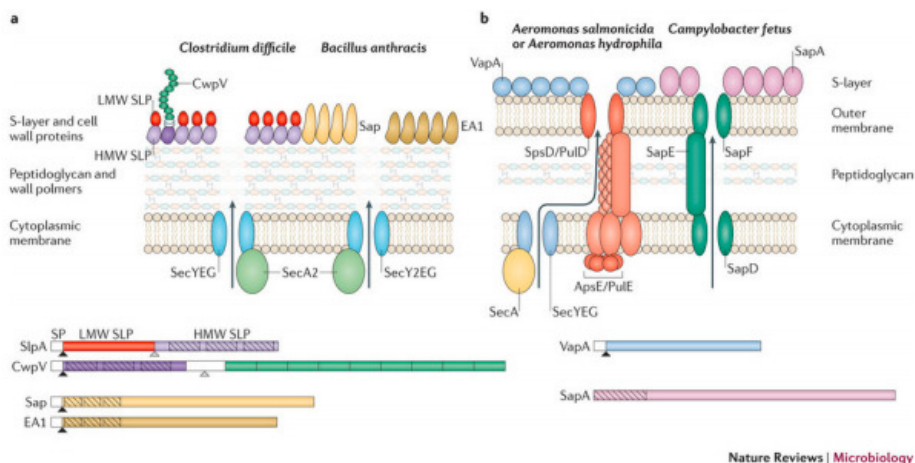 a
Clostridium difficile
Bacillus anthracis
CwpV
LMW SLP
S-layer and cell
wall proteins
HMW SLP
Sap
EA1
Peptidoglycan and
wall polmers
Cytoplasmic
membrane
SecYEG
SecA2
SecY2EG
SP
LMW SLP
HMW SLP
SlpA
CwpV
Sap
EA1
b
Aeromonas salmonicida
or Aeromonas hydrophila
Campylobacter fetus
VapA
SapA
S-layer
Outer
membrane
SpsD/PulD
SapE
SapF
Peptidoglycan
Cytoplasmic
membrane
SapD
ApsE/PulE
SecA
SecYEG
VapA
SapA
Nature Reviews | Microbiology